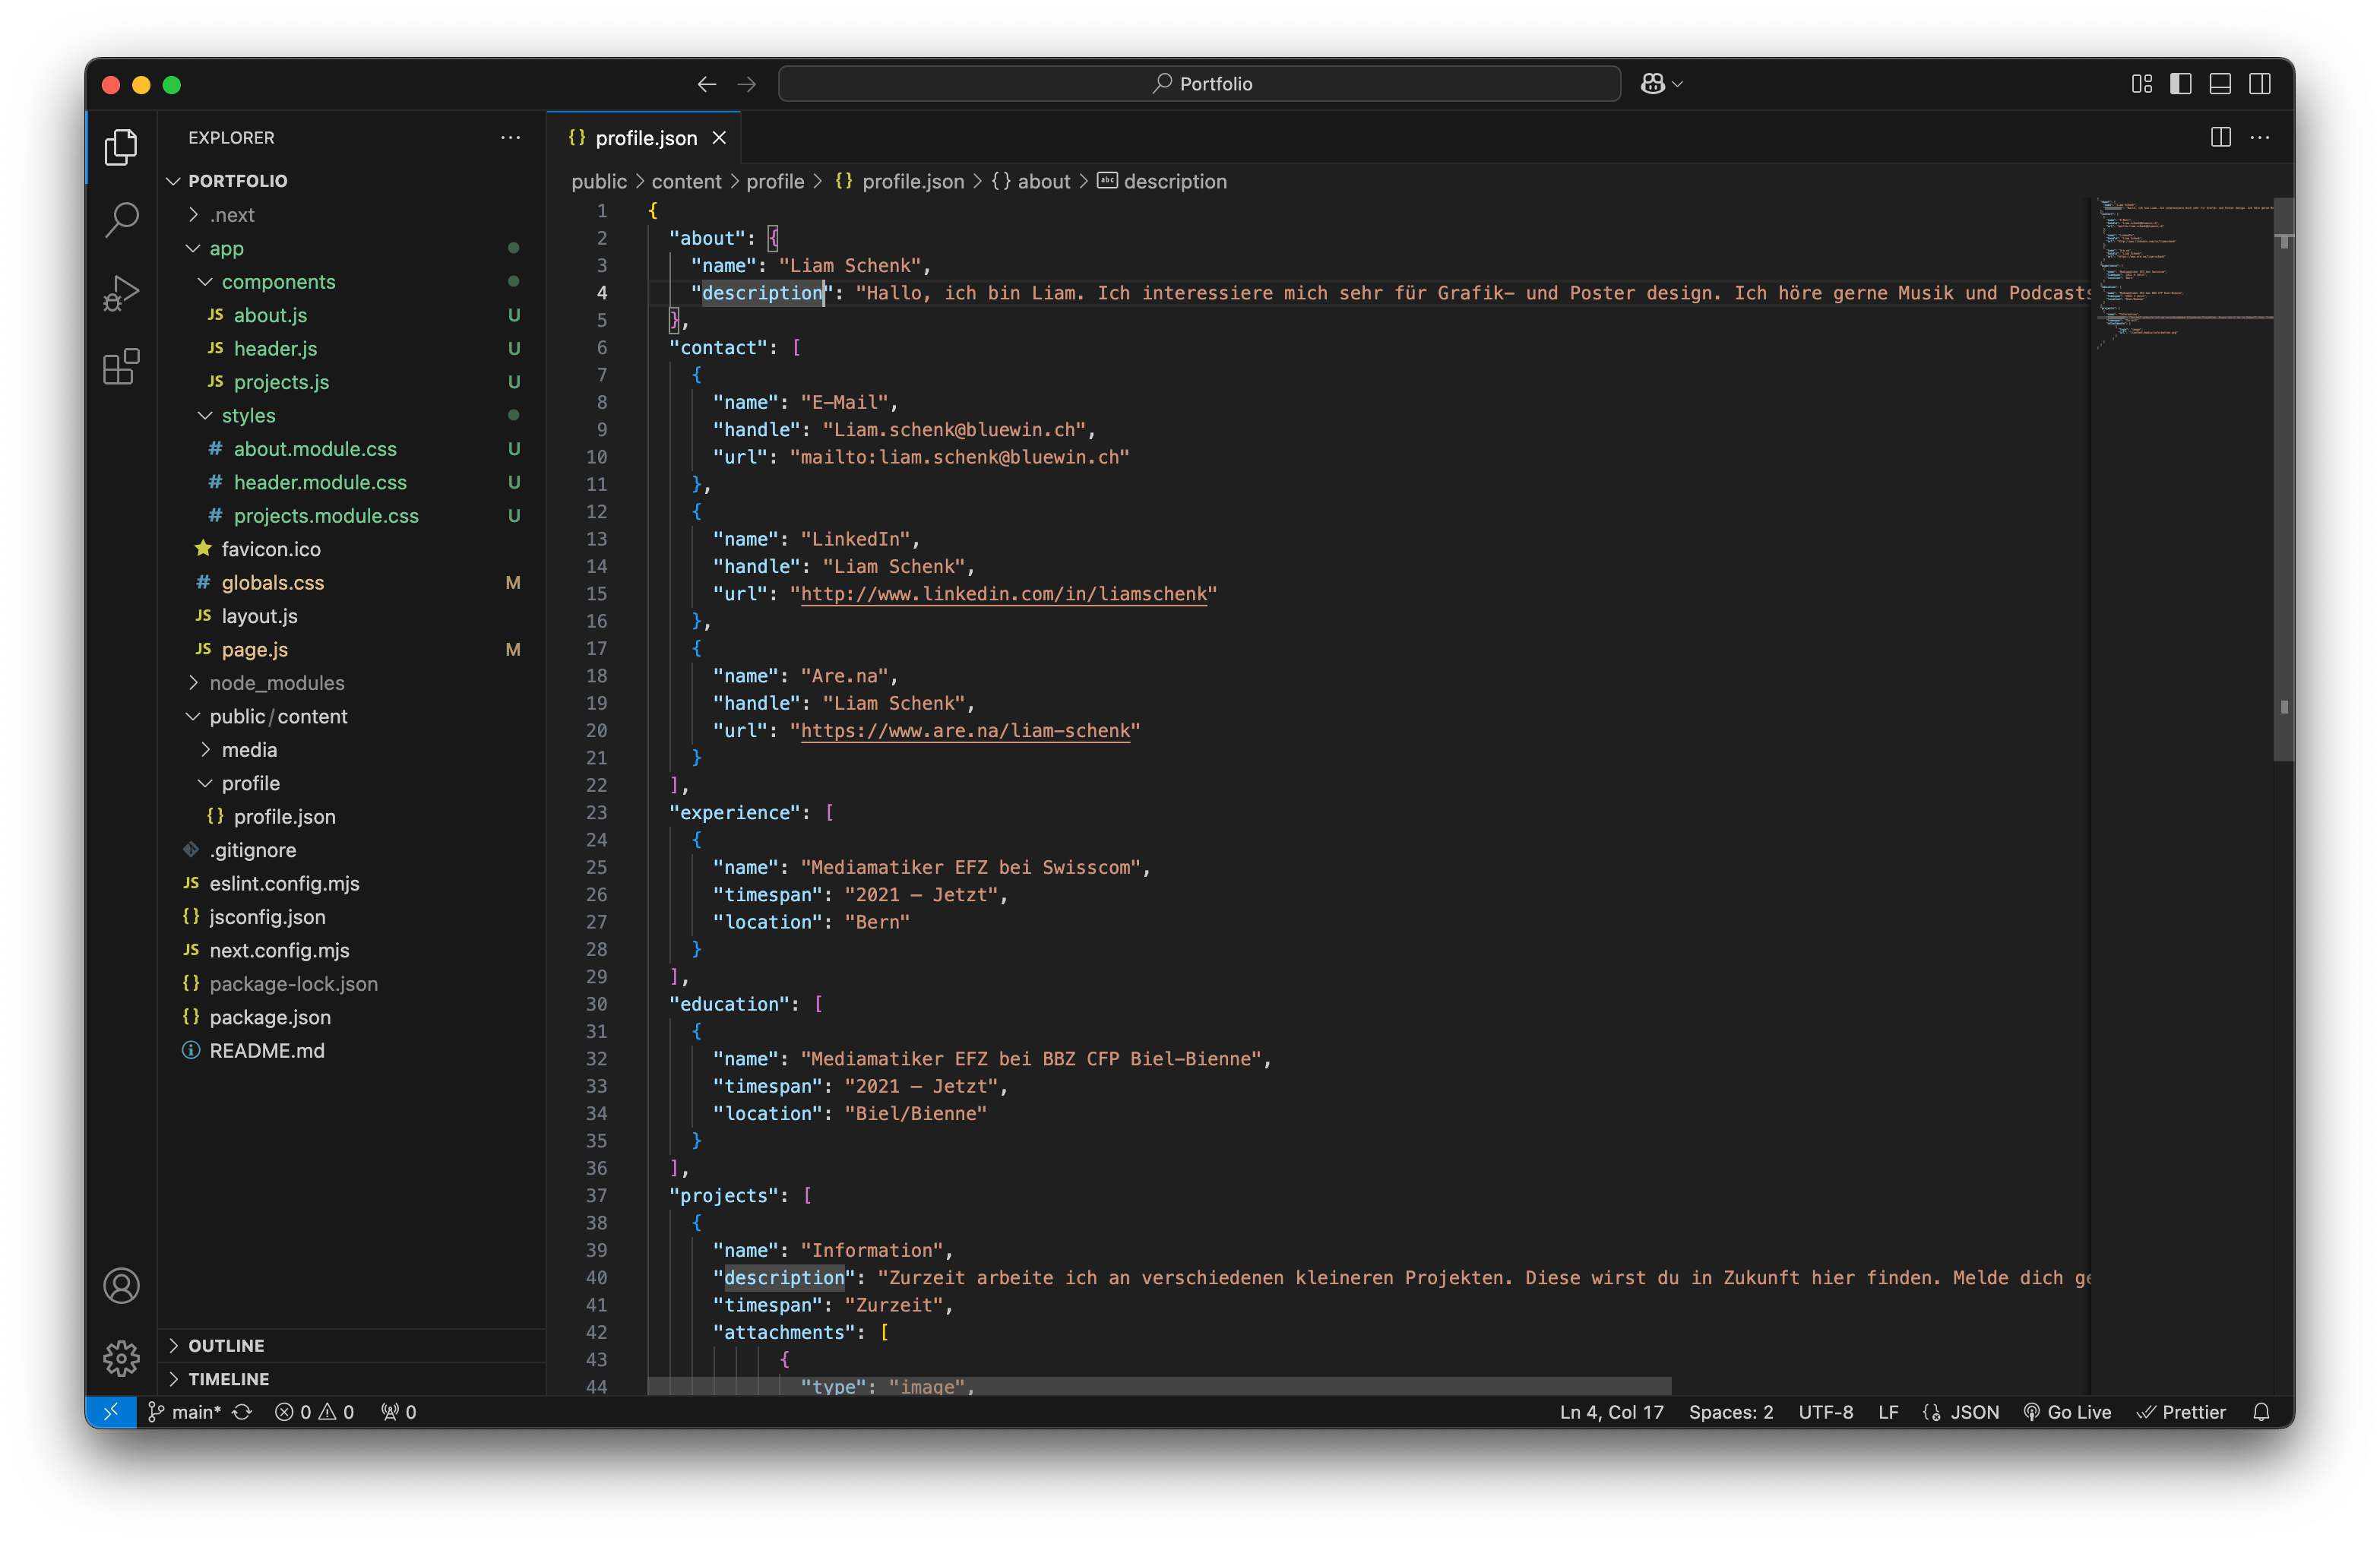 Portfolio
EXPLORER
PORTFOLIO
.next
app
components
JS about.js U
JS header.js U
JS projects.js U
styles
# about.module.css U
# header.module.css U
# projects.module.css U
favicon.ico
# globals.css M
JS layout.js
JS page.js M
node_modules
public/content
media
profile
{} profile.json
.gitignore
JS eslint.config.mjs
{} jsconfig.json
JS next.config.mjs
{} package-lock.json
{} package.json
README.md
OUTLINE
TIMELINE
{} profile.json
public > content > profile > {} profile.json > {} about > abc description
1 {
2 "about": {
3 "name": "Liam Schenk",
4 "description": "Hallo, ich bin Liam. Ich interessiere mich sehr für Grafik- und Poster design. Ich höre gerne Musik und Podcasts
5 },
6 "contact": [
7 {
8 "name": "E-Mail",
9 "handle": "Liam.schenk@bluewin.ch",
10 "url": "mailto:liam.schenk@bluewin.ch"
11 },
12 {
13 "name": "LinkedIn",
14 "handle": "Liam Schenk",
15 "url": "http://www.linkedin.com/in/liamschenk"
16 },
17 {
18 "name": "Are.na",
19 "handle": "Liam Schenk",
20 "url": "https://www.are.na/liam-schenk"
21 }
22 ],
23 "experience": [
24 {
25 "name": "Mediamatiker EFZ bei Swisscom",
26 "timespan": "2021 – Jetzt",
27 "location": "Bern"
28 }
29 ],
30 "education": [
31 {
32 "name": "Mediamatiker EFZ bei BBZ CFP Biel-Bienne",
33 "timespan": "2021 – Jetzt",
34 "location": "Biel/Bienne"
35 }
36 ],
37 "projects": [
38 {
39 "name": "Information",
40 "description": "Zurzeit arbeite ich an verschiedenen kleineren Projekten. Diese wirst du in Zukunft hier finden. Melde dich ge
41 "timespan": "Zurzeit",
42 "attachments": [
43 {
44 "type": "image",
main* 0 0 0 Ln 4, Col 17 Spaces: 2 UTF-8 LF JSON Go Live Prettier